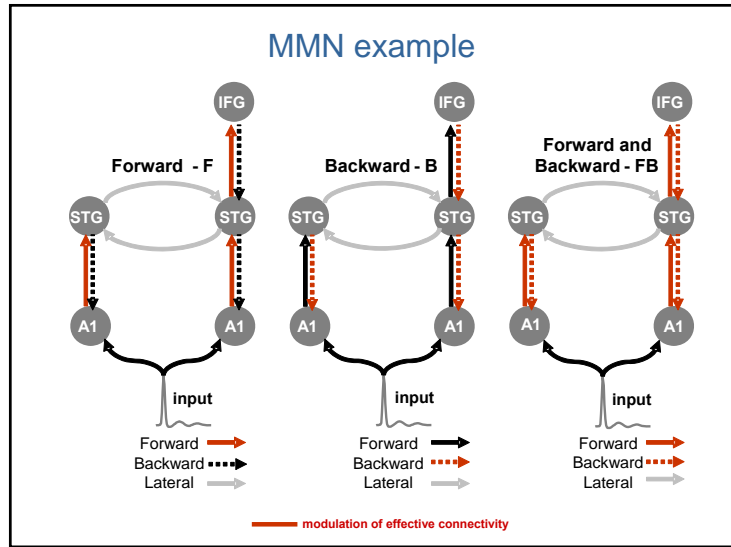 MMN example
IFG
Forward - F
STG
STG
A1
A1
input
Forward
Backward
Lateral
IFG
Backward - B
STG
STG
A1
A1
input
Forward
Backward
Lateral
IFG
Forward and
Backward - FB
STG
STG
A1
A1
input
Forward
Backward
Lateral
modulation of effective connectivity